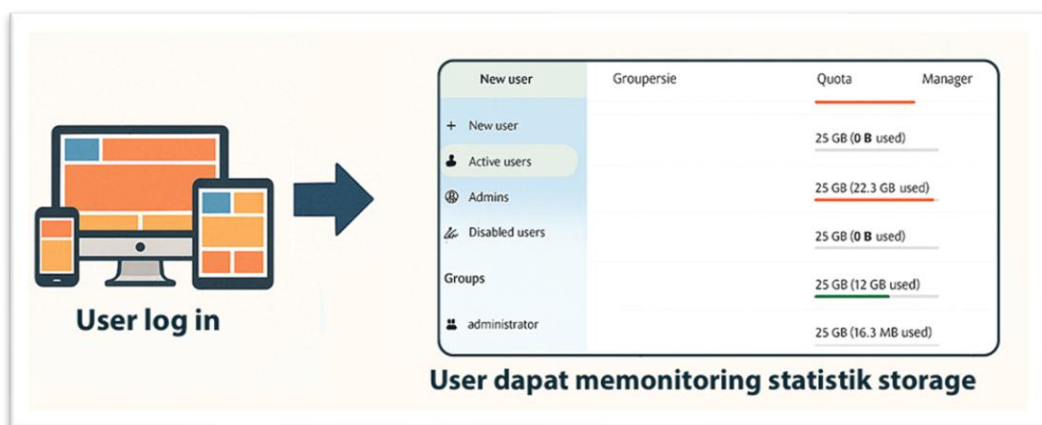 New user Groupersie Quota Manager
+ New user
25 GB (0 B used)
Active users
25 GB (22.3 GB used)
Admins
Disabled users
25 GB (0 B used)
Groups
25 GB (12 GB used)
administrator
25 GB (16.3 MB used)
User log in
User dapat memonitoring statistik storage